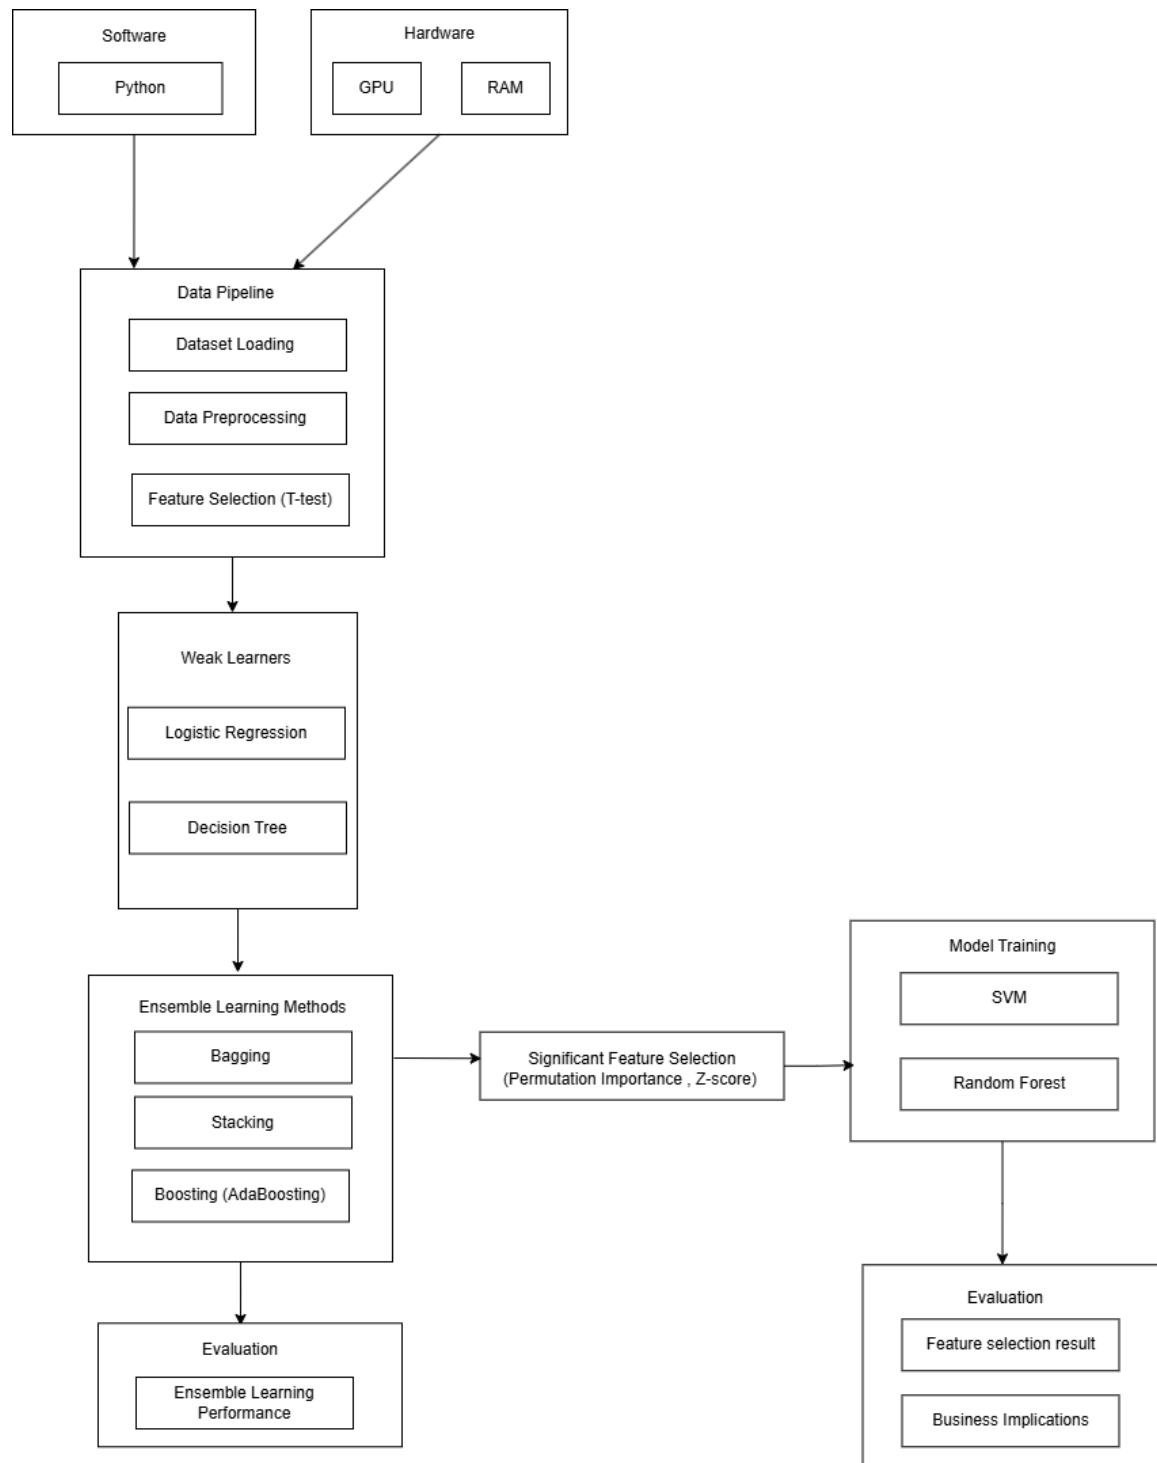 Software
Python
Hardware
GPU
RAM
Data Pipeline
Dataset Loading
Data Preprocessing
Feature Selection (T-test)
Weak Learners
Logistic Regression
Decision Tree
Ensemble Learning Methods
Bagging
Stacking
Boosting (AdaBoosting)
Evaluation
Ensemble Learning
Performance
Significant Feature Selection
(Permutation Importance , Z-score)
Model Training
SVM
Random Forest
Evaluation
Feature selection result
Business Implications